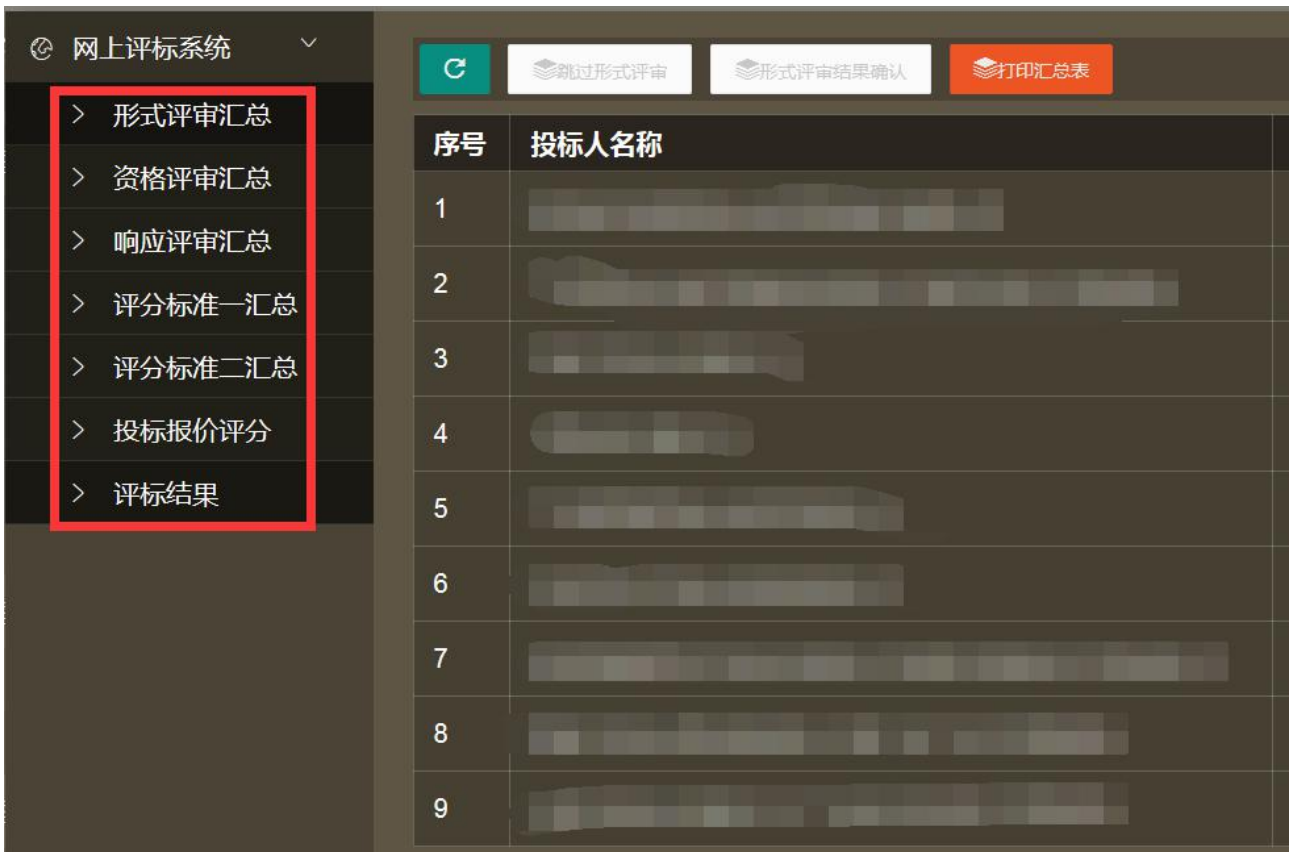 网上评标系统
形式评审汇总
资格评审汇总
响应评审汇总
评分标准一汇总
评分标准二汇总
投标报价评分
评标结果
跳过形式评审 形式评审结果确认 打印汇总表
序号 投标人名称
1
2
3
4
5
6
7
8
9